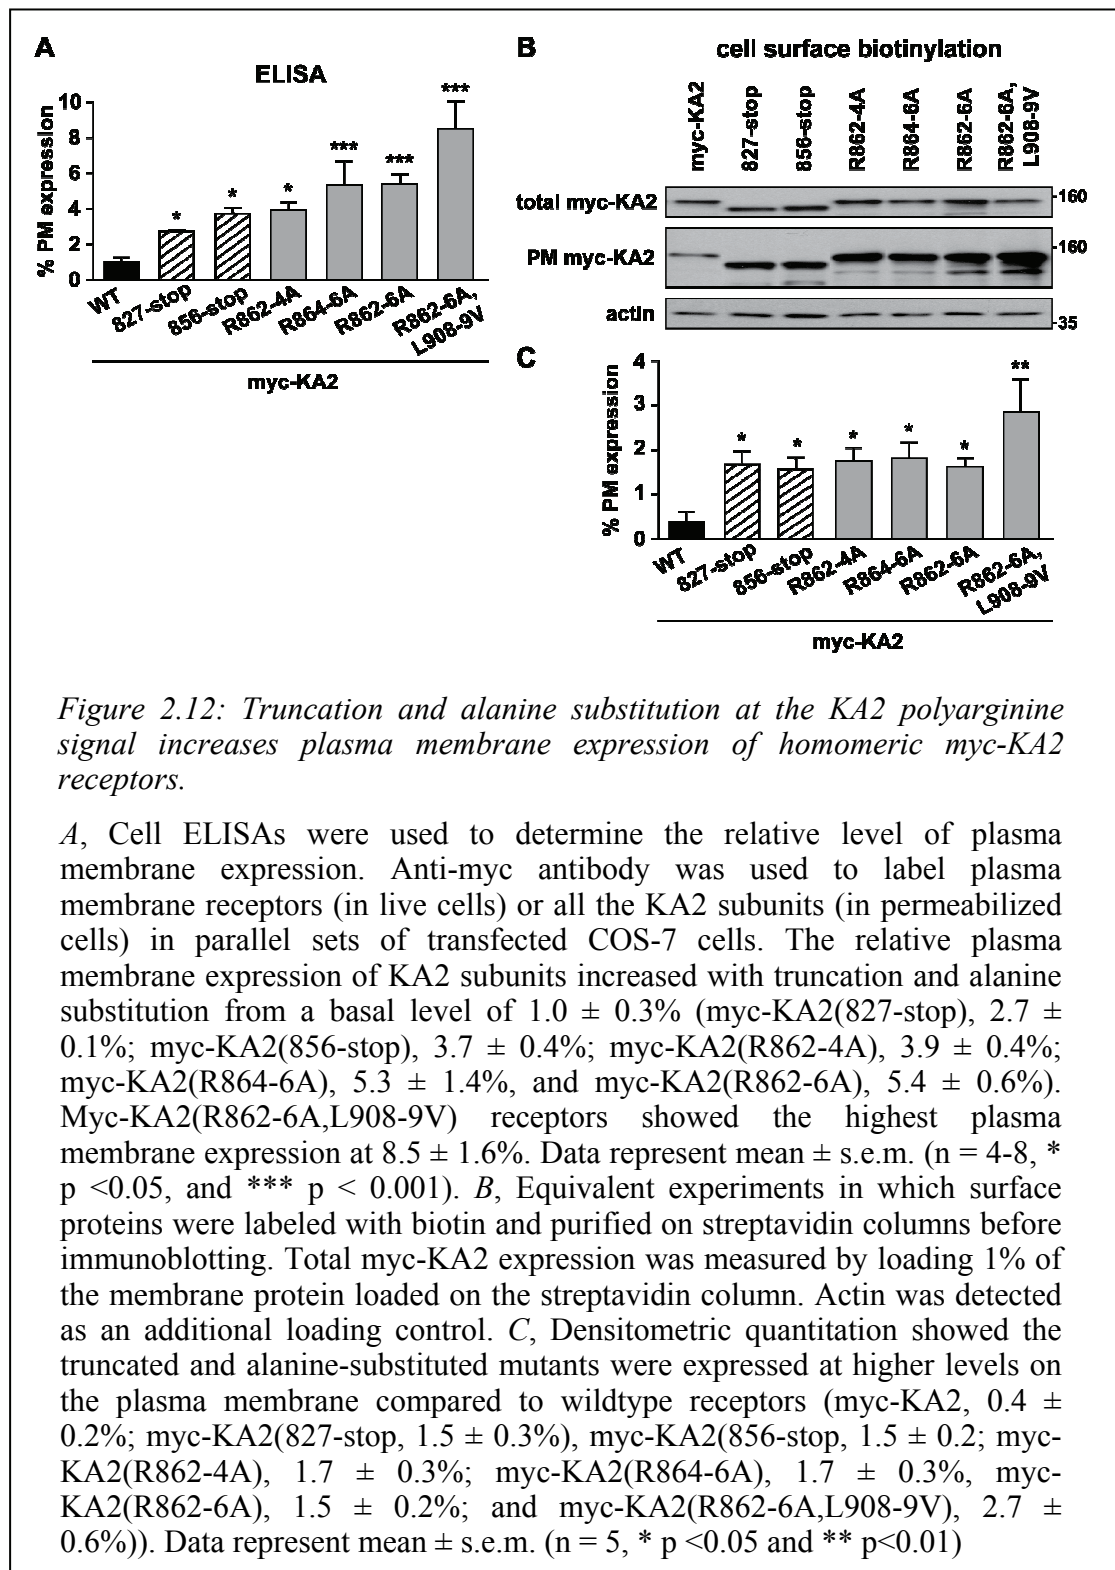 A
ELISA
% PM expression
10
8
6
4
2
0
*
*
*
***
***
***
WT
827-stop
856-stop
R862-4A
R864-6A
R862-6A
R862-6A,
L908-9V
myc-KA2
B
cell surface biotinylation
myc-KA2
827-stop
856-stop
R862-4A
R864-6A
R862-6A
R862-6A,
L908-9V
total myc-KA2
-160
PM myc-KA2
-160
actin
-35
C
% PM expression
4
3
2
1
0
*
*
*
*
*
**
WT
827-stop
856-stop
R862-4A
R864-6A
R862-6A
R862-6A,
L908-9V
myc-KA2
Figure 2.12: Truncation and alanine substitution at the KA2 polyarginine
signal increases plasma membrane expression of homomeric myc-KA2
receptors.
A, Cell ELISAs were used to determine the relative level of plasma
membrane expression. Anti-myc antibody was used to label plasma
membrane receptors (in live cells) or all the KA2 subunits (in permeabilized
cells) in parallel sets of transfected COS-7 cells. The relative plasma
membrane expression of KA2 subunits increased with truncation and alanine
substitution from a basal level of 1.0 ± 0.3% (myc-KA2(827-stop), 2.7 ±
0.1%; myc-KA2(856-stop), 3.7 ± 0.4%; myc-KA2(R862-4A), 3.9 ± 0.4%;
myc-KA2(R864-6A), 5.3 ± 1.4%, and myc-KA2(R862-6A), 5.4 ± 0.6%).
Myc-KA2(R862-6A,L908-9V) receptors showed the highest plasma
membrane expression at 8.5 ± 1.6%. Data represent mean ± s.e.m. (n = 4-8, *
p <0.05, and *** p < 0.001). B, Equivalent experiments in which surface
proteins were labeled with biotin and purified on streptavidin columns before
immunoblotting. Total myc-KA2 expression was measured by loading 1% of
the membrane protein loaded on the streptavidin column. Actin was detected
as an additional loading control. C, Densitometric quantitation showed the
truncated and alanine-substituted mutants were expressed at higher levels on
the plasma membrane compared to wildtype receptors (myc-KA2, 0.4 ±
0.2%; myc-KA2(827-stop, 1.5 ± 0.3%), myc-KA2(856-stop, 1.5 ± 0.2; myc-
KA2(R862-4A), 1.7 ± 0.3%; myc-KA2(R864-6A), 1.7 ± 0.3%, myc-
KA2(R862-6A), 1.5 ± 0.2%; and myc-KA2(R862-6A,L908-9V), 2.7 ±
0.6%)). Data represent mean ± s.e.m. (n = 5, * p <0.05 and ** p<0.01)